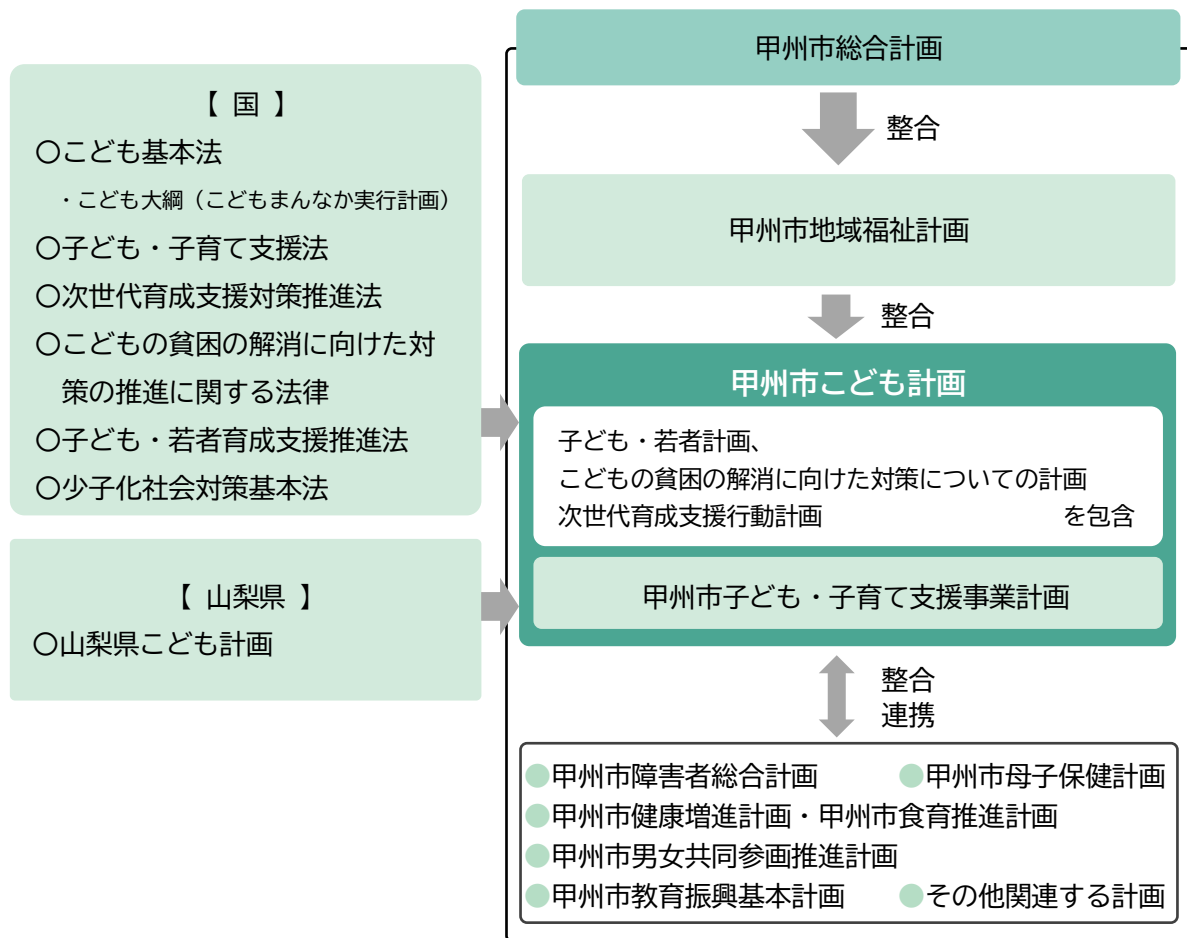 甲州市総合計画
整合
甲州市地域福祉計画
整合
【 国 】
〇こども基本法
・こども大綱（こどもまんなか実行計画）
〇子ども・子育て支援法
〇次世代育成支援対策推進法
〇こどもの貧困の解消に向けた対
策の推進に関する法律
〇子ども・若者育成支援推進法
〇少子化社会対策基本法
【 山梨県 】
〇山梨県こども計画
甲州市こども計画
子ども・若者計画、
こどもの貧困の解消に向けた対策についての計画
次世代育成支援行動計画 を包含
甲州市子ども・子育て支援事業計画
整合
連携
●甲州市障害者総合計画 ●甲州市母子保健計画
●甲州市健康増進計画・甲州市食育推進計画
●甲州市男女共同参画推進計画
●甲州市教育振興基本計画 ●その他関連する計画